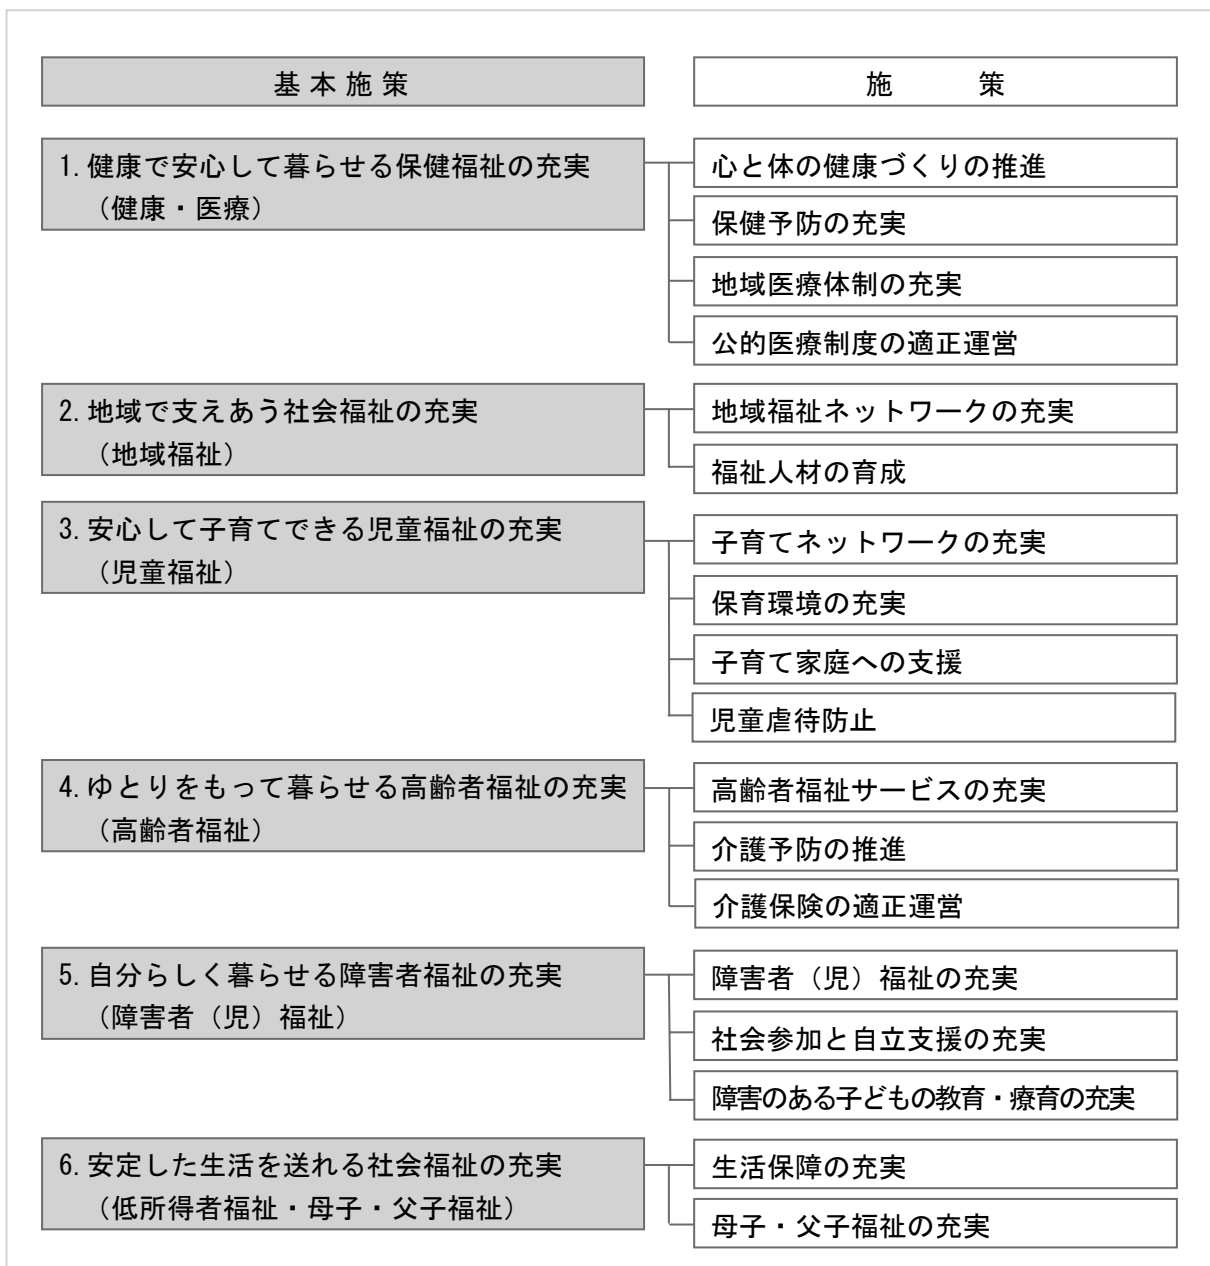 基本施策
施　策
1.健康で安心して暮らせる保健福祉の充実
（健康・医療）
心と体の健康づくりの推進
保健予防の充実
地域医療体制の充実
公的医療制度の適正運営
2.地域で支えあう社会福祉の充実
（地域福祉）
地域福祉ネットワークの充実
福祉人材の育成
3.安心して子育てできる児童福祉の充実
（児童福祉）
子育てネットワークの充実
保育環境の充実
子育て家庭への支援
児童虐待防止
4.ゆとりをもって暮らせる高齢者福祉の充実
（高齢者福祉）
高齢者福祉サービスの充実
介護予防の推進
介護保険の適正運営
5.自分らしく暮らせる障害者福祉の充実
（障害者（児）福祉）
障害者（児）福祉の充実
社会参加と自立支援の充実
障害のある子どもの教育・療育の充実
6.安定した生活を送れる社会福祉の充実
（低所得者福祉・母子・父子福祉）
生活保障の充実
母子・父子福祉の充実